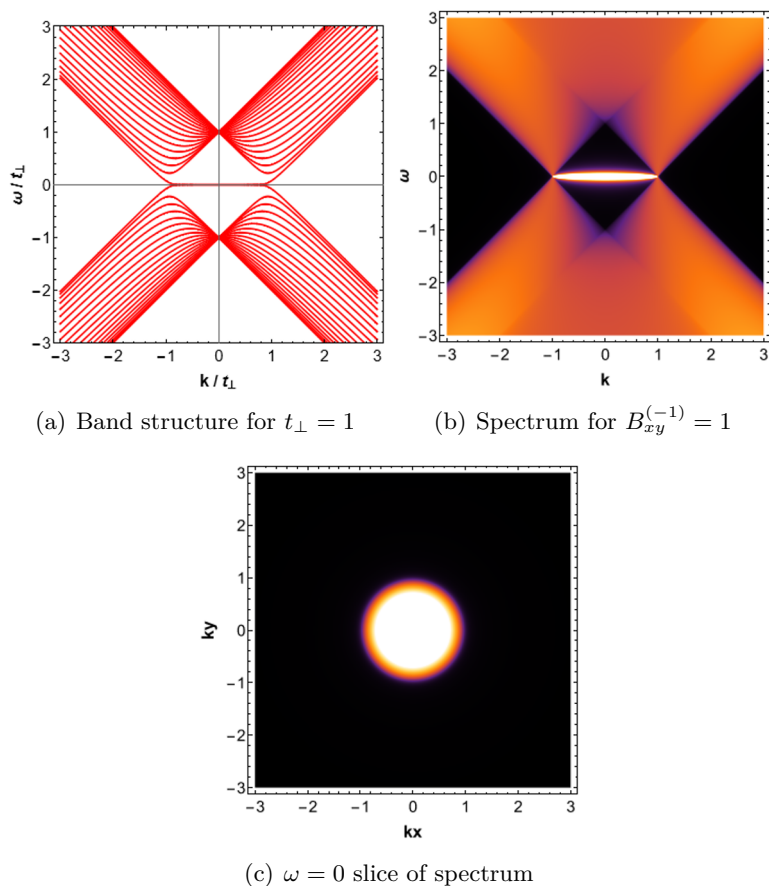 3
2
1
0
−1
−2
−3
ω / t⊥
−3 −2 −1 0 1 2 3
k / t⊥
3
2
1
0
−1
−2
−3
ω
−3 −2 −1 0 1 2 3
k
(a) Band structure for t⊥ = 1
(b) Spectrum for B_{xy}^{(−1)} = 1
3
2
1
0
−1
−2
−3
ky
−3 −2 −1 0 1 2 3
kx
(c) ω = 0 slice of spectrum